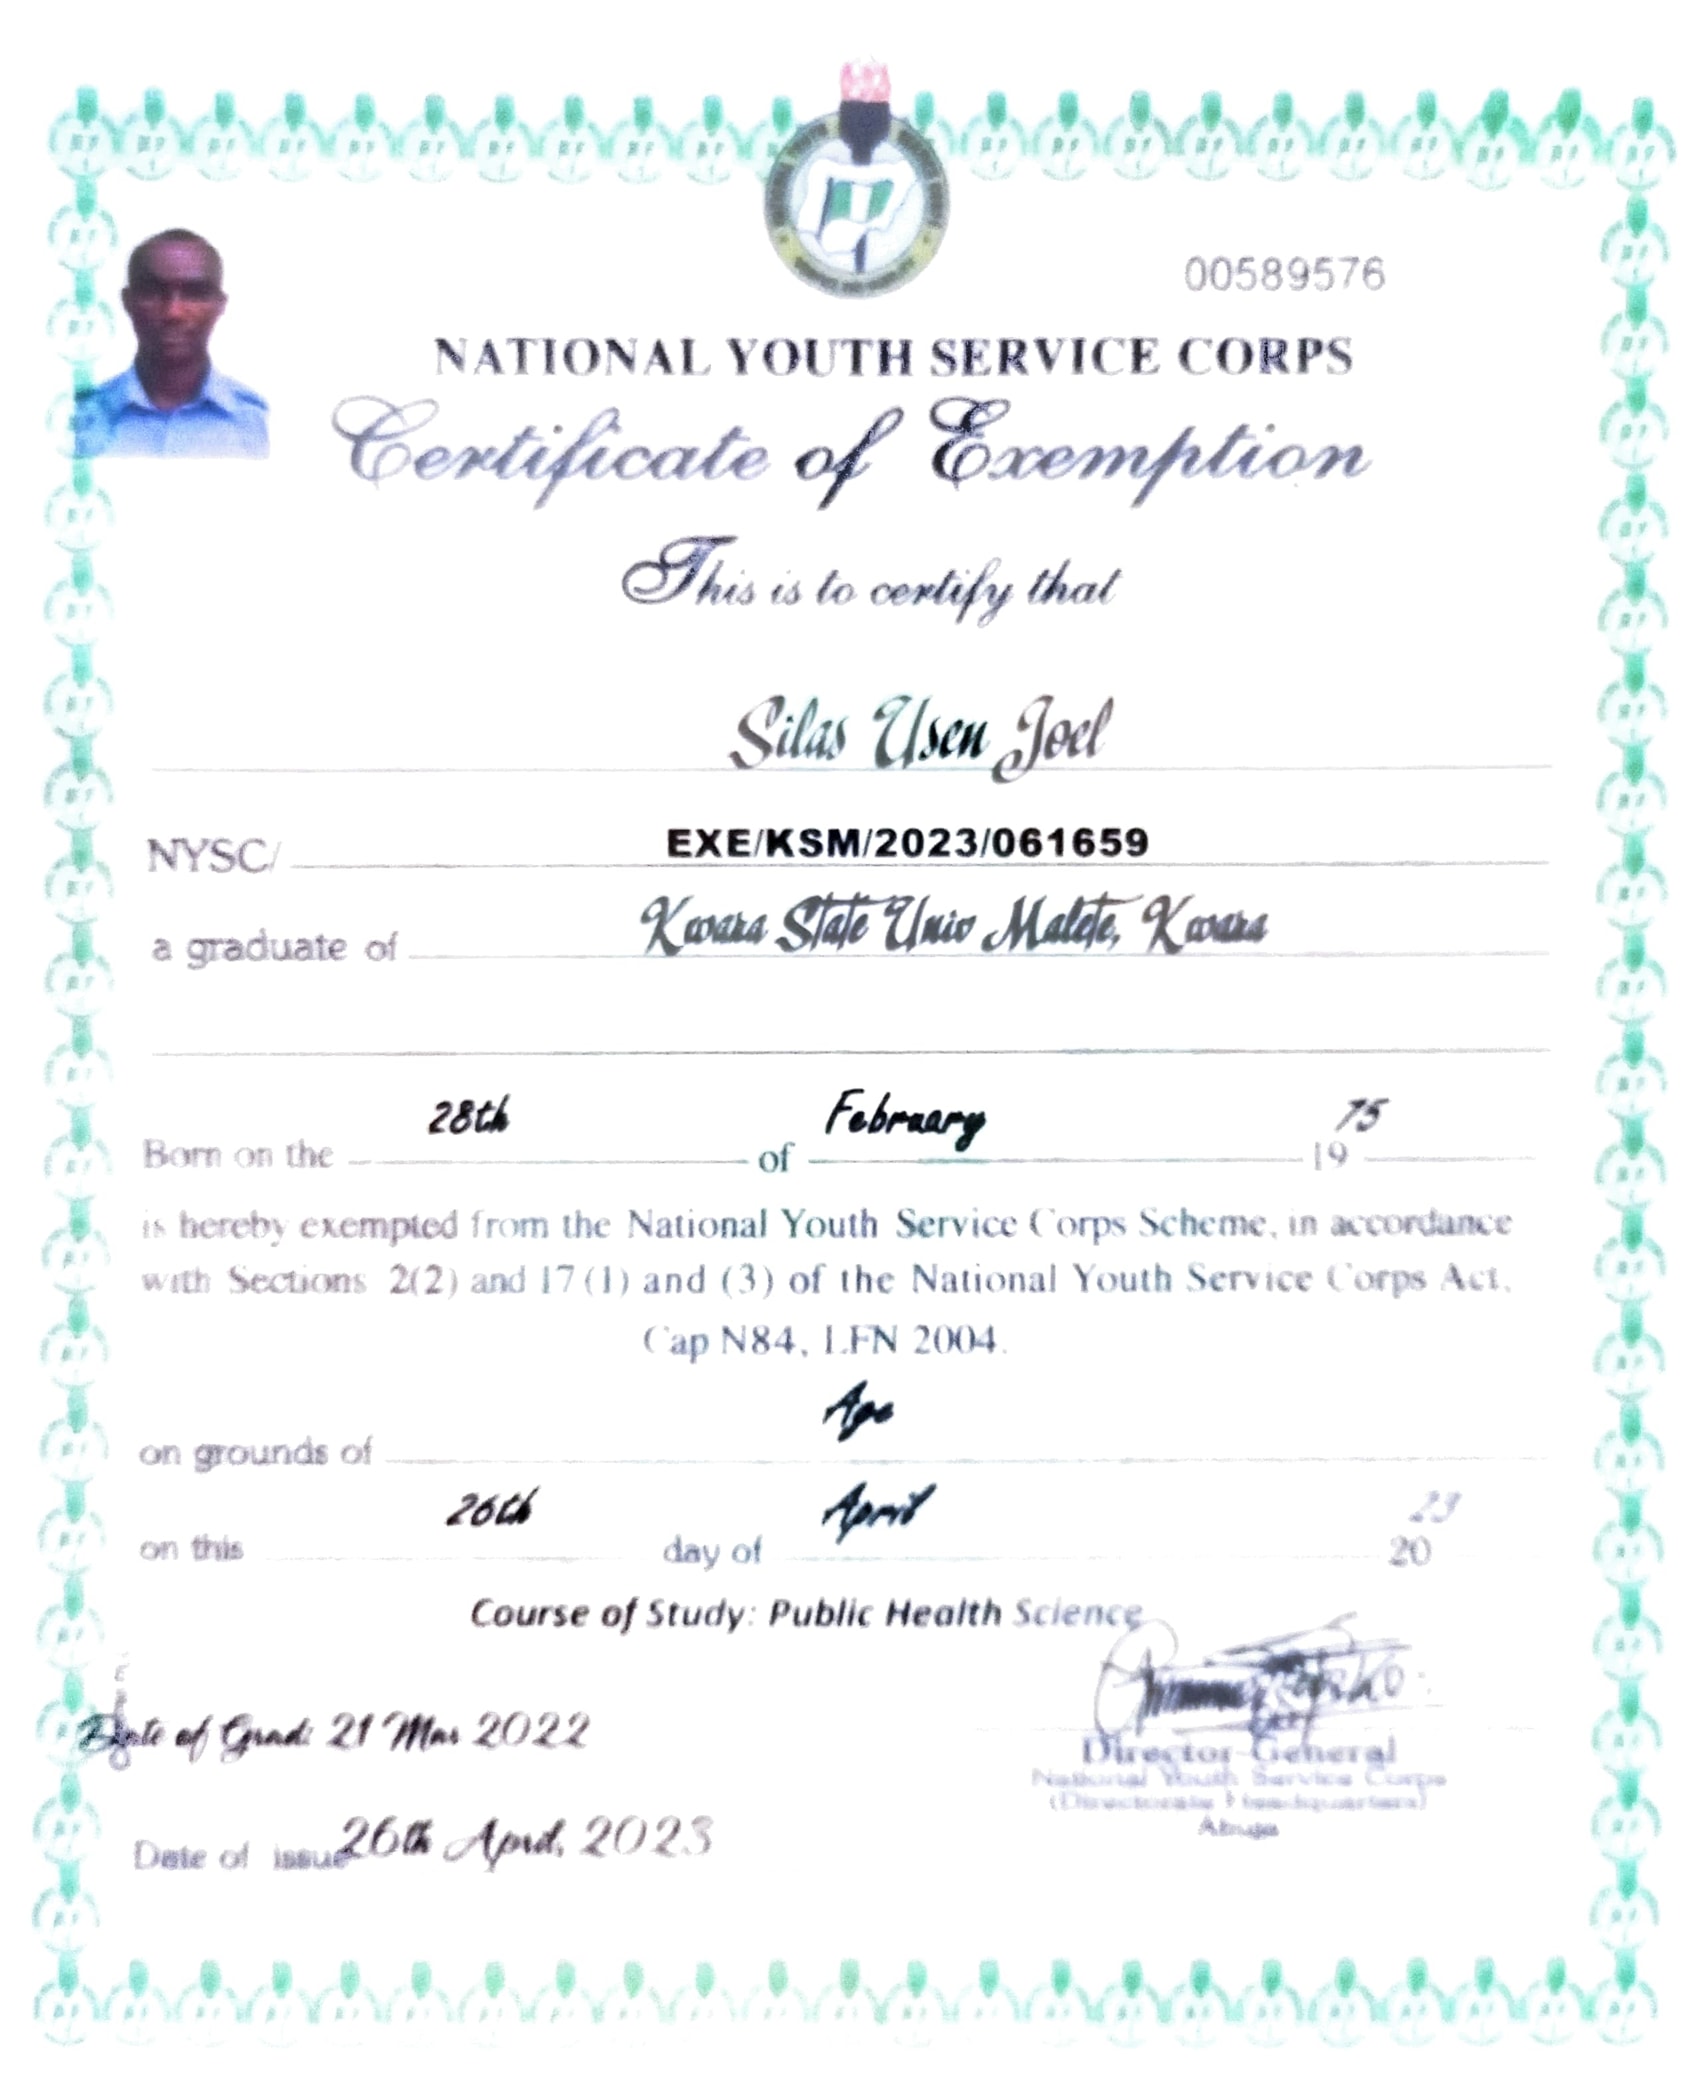 00589576
NATIONAL YOUTH SERVICE CORPS
Certificate of Exemption
This is to certify that
Silas Usen Joel
NYSC/ EXE/KSM/2023/061659
a graduate of Kwara State Univ Malete, Kwara
Born on the 28th of February 19 75
is hereby exempted from the National Youth Service Corps Scheme, in accordance
with Sections 2(2) and 17(1) and (3) of the National Youth Service Corps Act,
Cap N84, LFN 2004.
on grounds of Age
on this 26th day of April 20 23
Course of Study: Public Health Science
Date of Grad: 21 Mar 2022
Director-General
National Youth Service Corps
(Directorate Headquarters)
Abuja
Date of issue 26th April, 2023